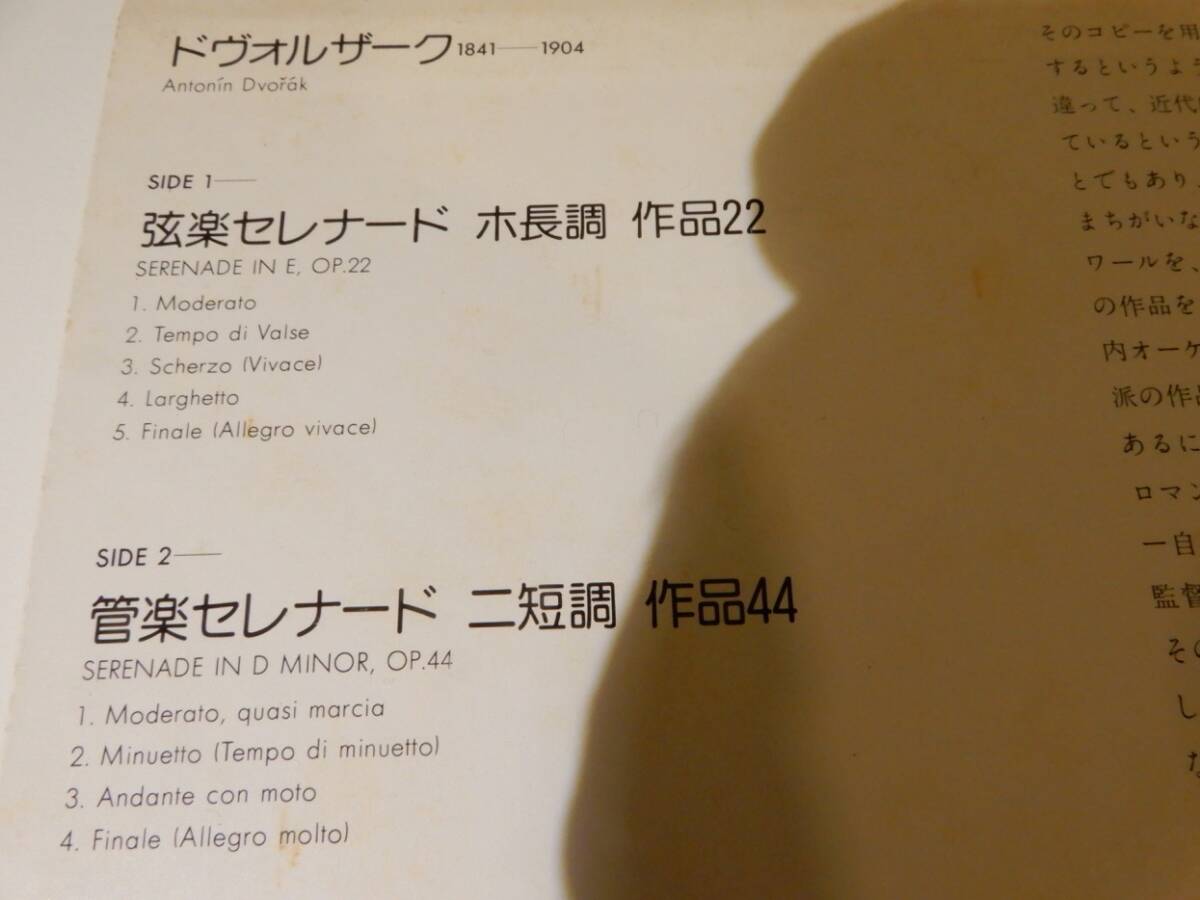 ドヴォルザーク 1841——1904
Antonín Dvořák
SIDE 1——
弦楽セレナード ホ長調 作品22
SERENADE IN E, OP.22
1. Moderato
2. Tempo di Valse
3. Scherzo (Vivace)
4. Larghetto
5. Finale (Allegro vivace)
SIDE 2——
管楽セレナード ニ短調 作品44
SERENADE IN D MINOR, OP.44
1. Moderato, quasi marcia
2. Minuetto (Tempo di minuetto)
3. Andante con moto
4. Finale (Allegro molto)
そのコピーを用
するというよう
違って、近代
ているという
とでもあり、
まちがいな
ワールを、
の作品を
内オーケ
派の作品
あるに
ロマン
一自
監督
その
し
な